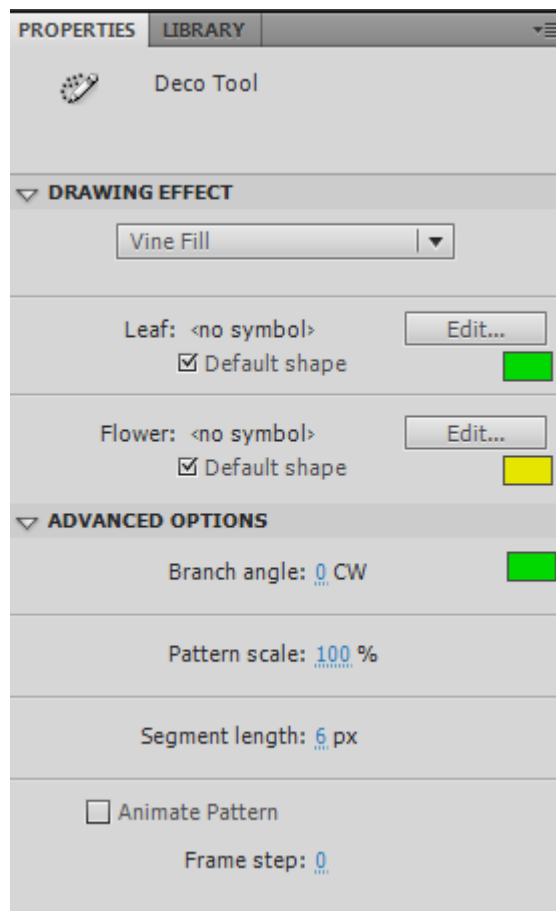 PROPERTIES LIBRARY
Deco Tool
DRAWING EFFECT
Vine Fill
Leaf: <no symbol> Edit...
Default shape
Flower: <no symbol> Edit...
Default shape
ADVANCED OPTIONS
Branch angle: 0 CW
Pattern scale: 100 %
Segment length: 6 px
Animate Pattern
Frame step: 0